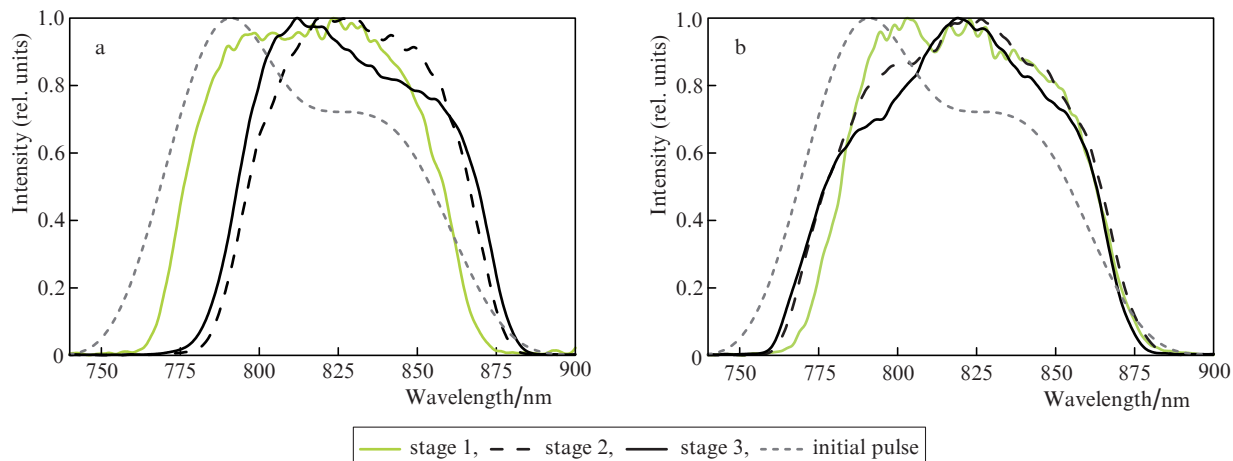 a
Intensity (rel. units)
1.0
0.8
0.6
0.4
0.2
0
750 775 800 825 850 875 900
Wavelength/nm
b
Intensity (rel. units)
1.0
0.8
0.6
0.4
0.2
0
750 775 800 825 850 875 900
Wavelength/nm
stage 1, stage 2, stage 3, initial pulse